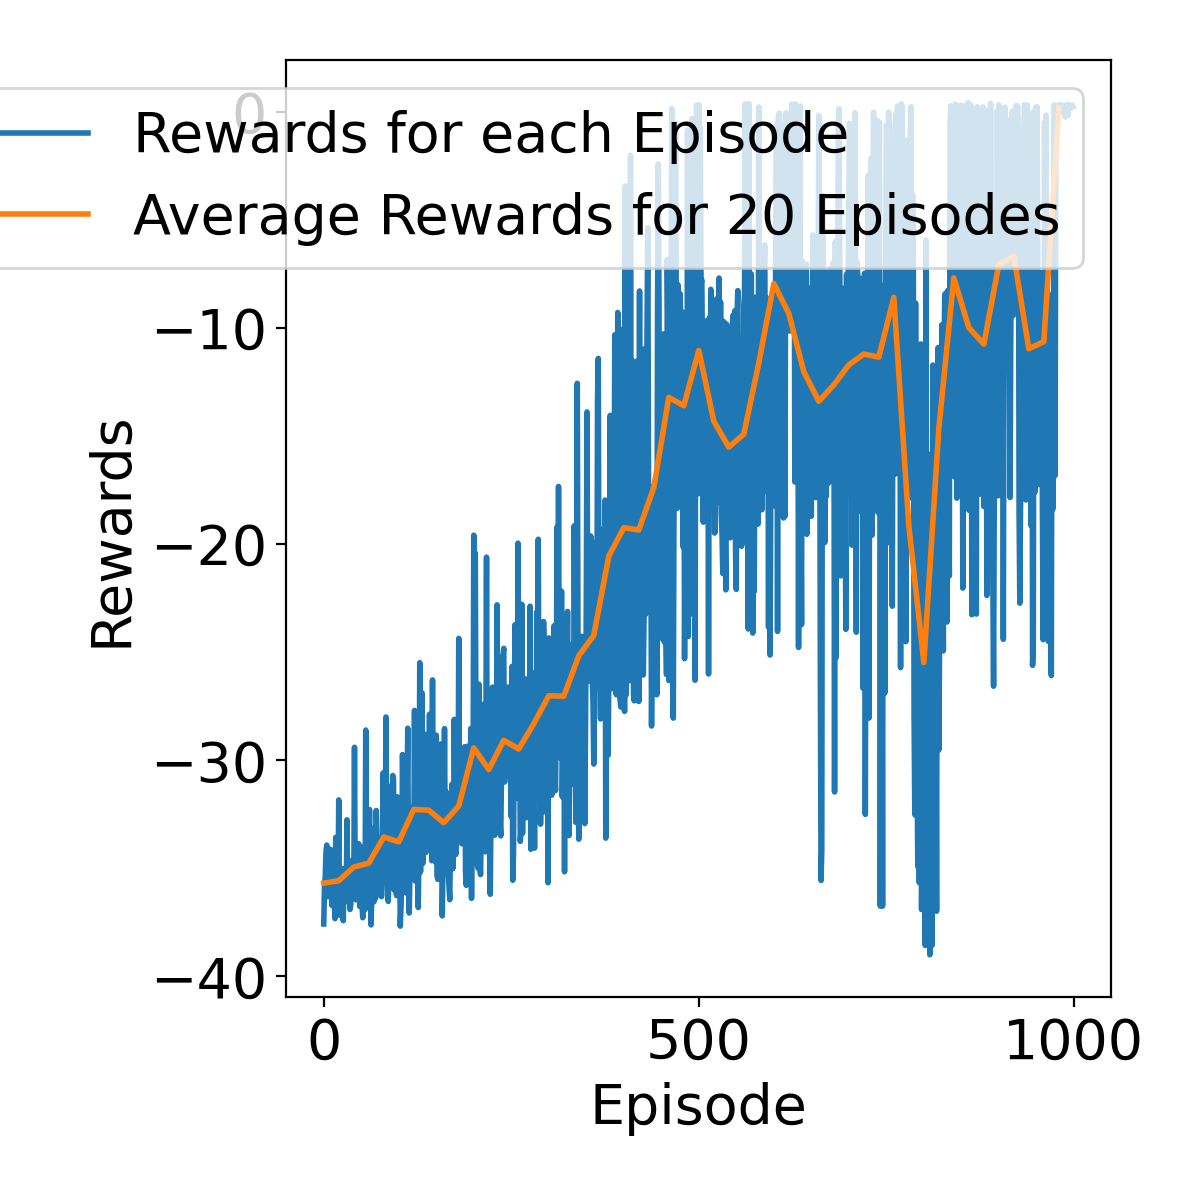 0
Rewards for each Episode
Average Rewards for 20 Episodes
−10
−20
−30
−40
Rewards
0 500 1000
Episode